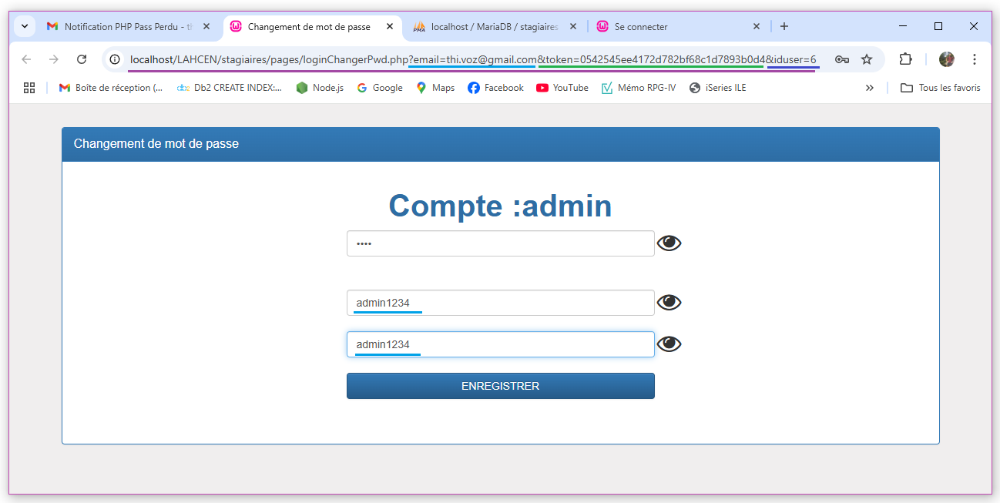 Notification PHP Pass Perdu - th
Changement de mot de passe
localhost / MariaDB / stagiaires
Se connecter
localhost/LAHCEN/stagiaires/pages/loginChangerPwd.php?email=thi.voz@gmail.com&token=0542545ee4172d782bf68c1d7893b0d4&iduser=6
Boîte de réception (...
Db2 CREATE INDEX:...
Node.js
Google
Maps
Facebook
YouTube
Mémo RPG-IV
iSeries ILE
Tous les favoris
Changement de mot de passe
Compte :admin
••••
admin1234
admin1234
ENREGISTRER